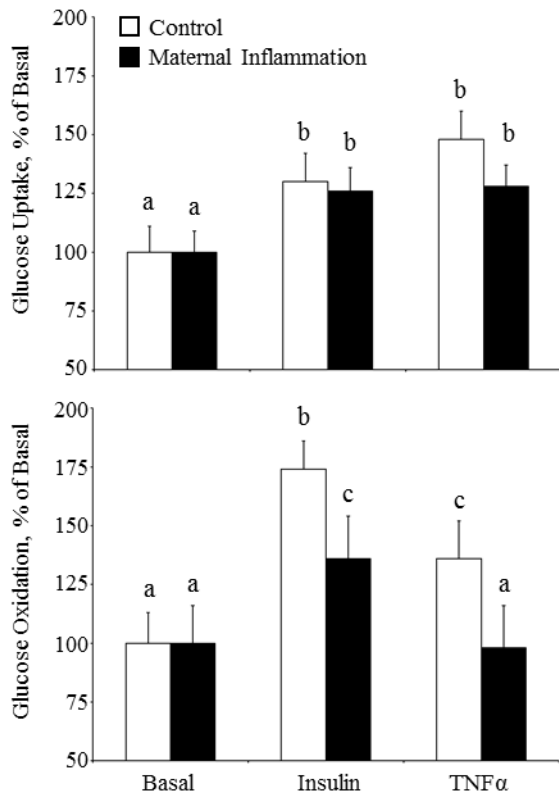 Control
Maternal Inflammation
Glucose Uptake, % of Basal
200
175
150
125
100
75
50
a
a
b
b
b
b
Glucose Oxidation, % of Basal
200
175
150
125
100
75
50
a
a
b
c
c
a
Basal
Insulin
TNFα